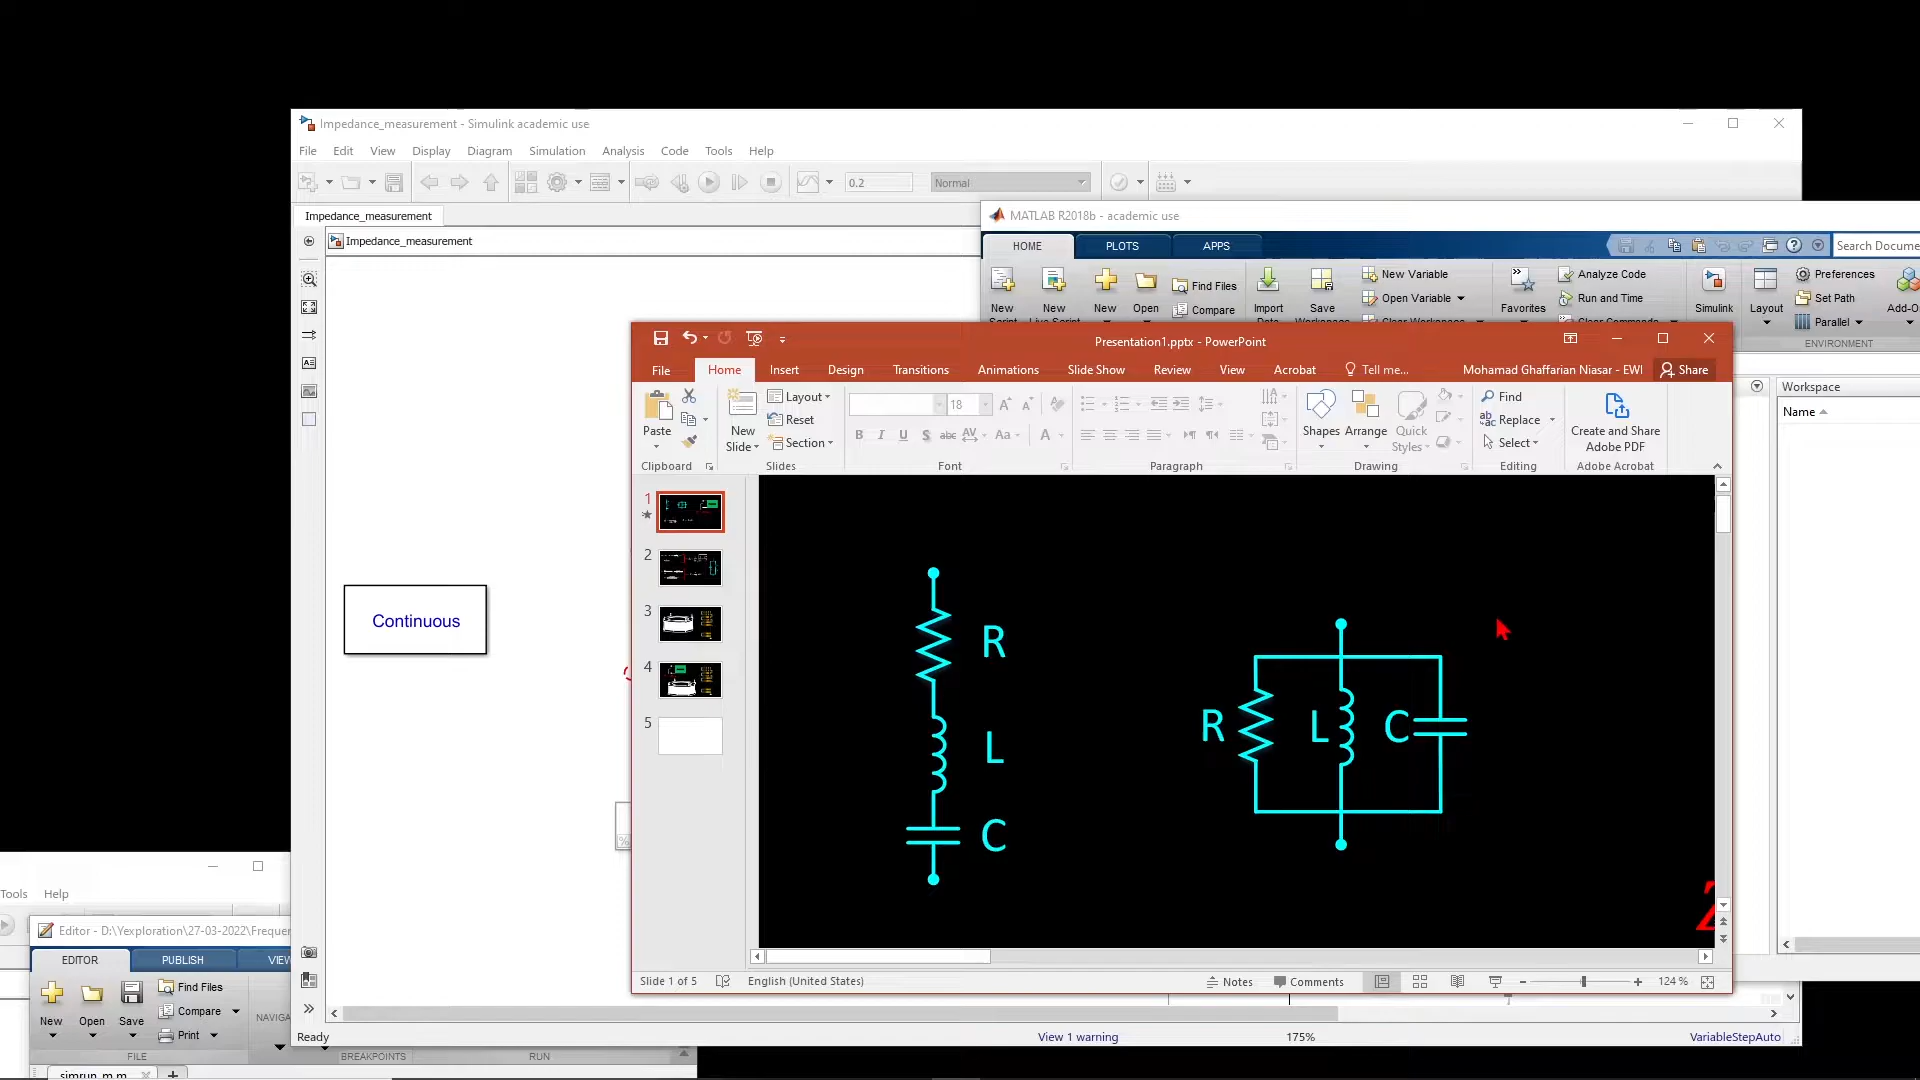 Impedance_measurement - Simulink academic use
File Edit View Display Diagram Simulation Analysis Code Tools Help
0.2 Normal
Impedance_measurement
Impedance_measurement
Continuous
Ready View 1 warning 175% VariableStepAuto
MATLAB R2018b - academic use
HOME PLOTS APPS
Search Docume
New New New Open Find Files Compare Import Save New Variable Open Variable Favorites Analyze Code Run and Time Simulink Layout Preferences Set Path Parallel Add-O
ENVIRONMENT
Workspace
Name
Presentation1.pptx - PowerPoint
File Home Insert Design Transitions Animations Slide Show Review View Acrobat Tell me... Mohamad Ghaffarian Niasar - EWI Share
Paste New Slide Layout Reset Section 18 Shapes Arrange Quick Styles Find Replace Select Create and Share Adobe PDF
Clipboard Slides Font Paragraph Drawing Editing Adobe Acrobat
1
2
3
4
5
R
L
C
R L C
Z
Slide 1 of 5 English (United States) Notes Comments 124 %
Tools Help
Editor - D:\Yexploration\27-03-2022\Frequen
EDITOR PUBLISH VIEW
New Open Save Find Files Compare Print
FILE BREAKPOINTS RUN
simrun_m.m